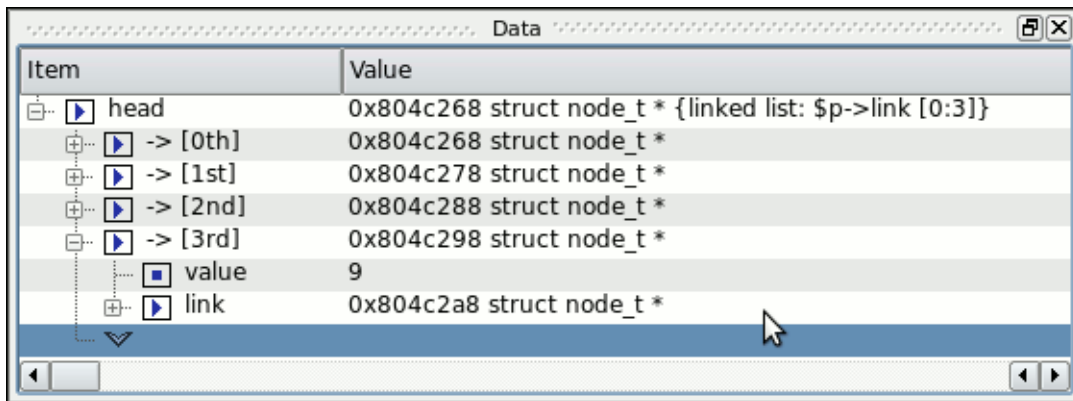 Data
Item Value
head 0x804c268 struct node_t * {linked list: $p->link [0:3]}
-> [0th] 0x804c268 struct node_t *
-> [1st] 0x804c278 struct node_t *
-> [2nd] 0x804c288 struct node_t *
-> [3rd] 0x804c298 struct node_t *
value 9
link 0x804c2a8 struct node_t *